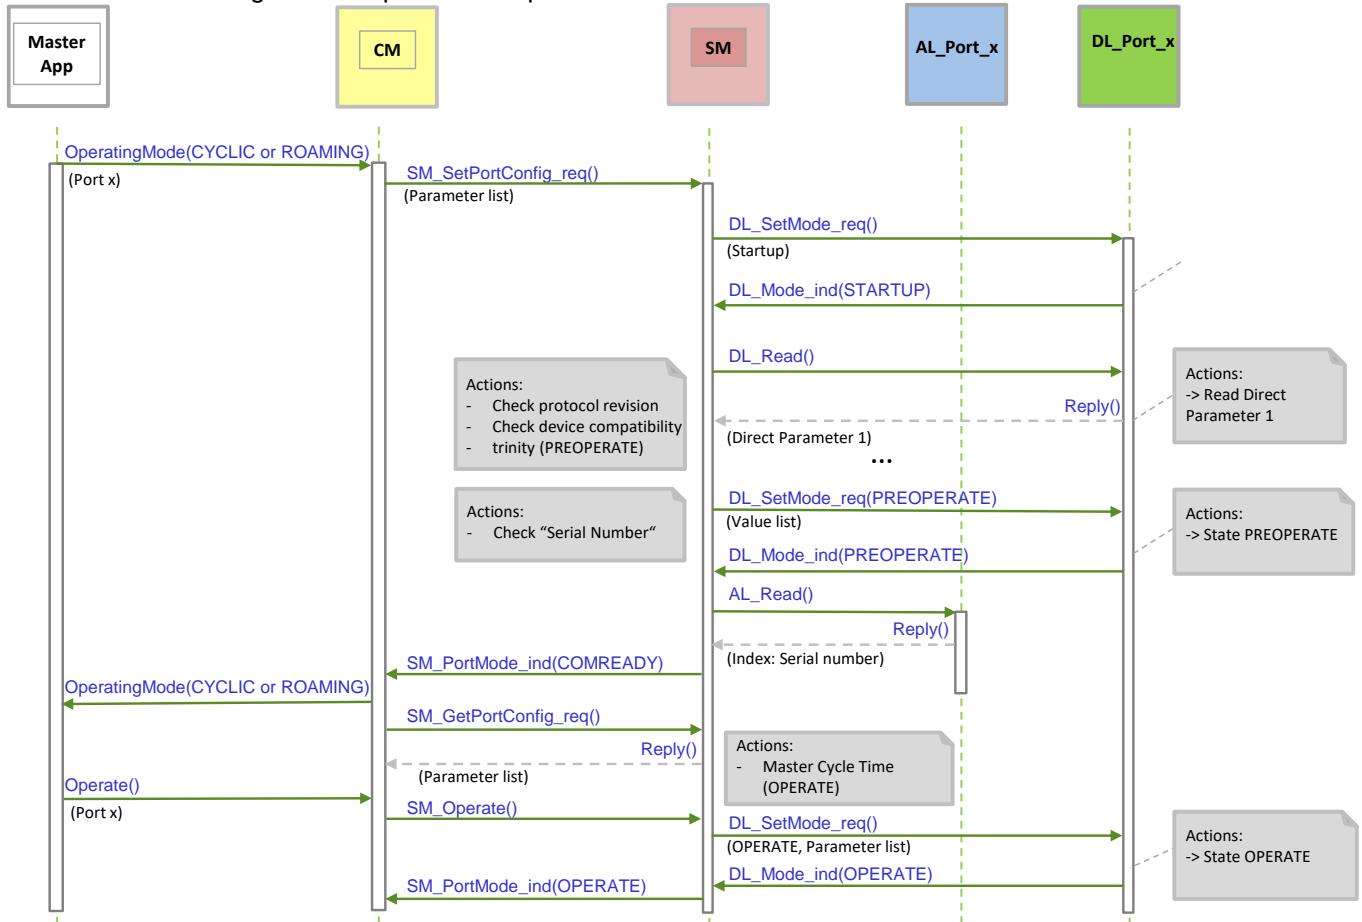 Master
App
CM
SM
AL_Port_x
DL_Port_x
OperatingMode(CYCLIC or ROAMING)
(Port x)
SM_SetPortConfig_req()
(Parameter list)
DL_SetMode_req()
(Startup)
DL_Mode_ind(STARTUP)
DL_Read()
Actions:
- Check protocol revision
- Check device compatibility
- trinity (PREOPERATE)
Reply()
(Direct Parameter 1)
...
Actions:
-> Read Direct
Parameter 1
Actions:
- Check “Serial Number“
DL_SetMode_req(PREOPERATE)
(Value list)
Actions:
-> State PREOPERATE
DL_Mode_ind(PREOPERATE)
AL_Read()
Reply()
(Index: Serial number)
SM_PortMode_ind(COMREADY)
OperatingMode(CYCLIC or ROAMING)
SM_GetPortConfig_req()
Reply()
(Parameter list)
Actions:
- Master Cycle Time
(OPERATE)
Operate()
(Port x)
SM_Operate()
DL_SetMode_req()
(OPERATE, Parameter list)
Actions:
-> State OPERATE
DL_Mode_ind(OPERATE)
SM_PortMode_ind(OPERATE)